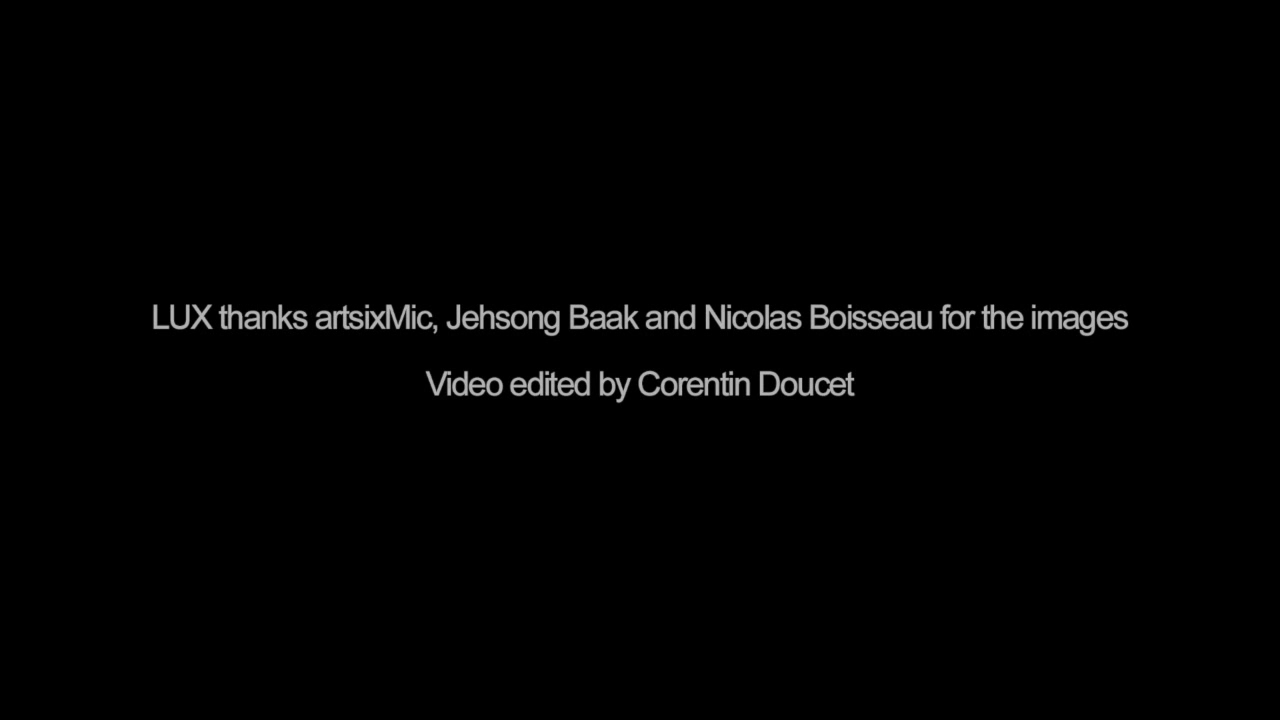 LUX thanks artsixMic, Jehsong Baak and Nicolas Boisseau for the images
Video edited by Corentin Doucet